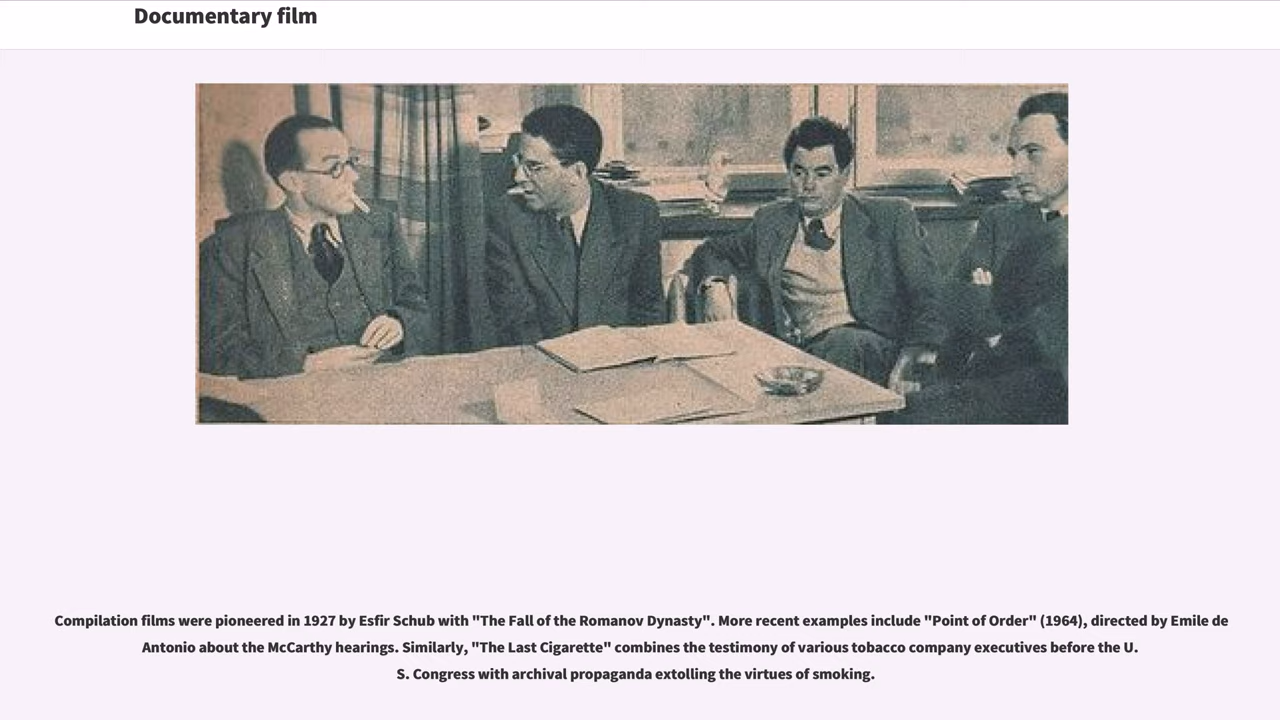 Documentary film
Compilation films were pioneered in 1927 by Esfir Schub with "The Fall of the Romanov Dynasty". More recent examples include "Point of Order" (1964), directed by Emile de
Antonio about the McCarthy hearings. Similarly, "The Last Cigarette" combines the testimony of various tobacco company executives before the U.
S. Congress with archival propaganda extolling the virtues of smoking.